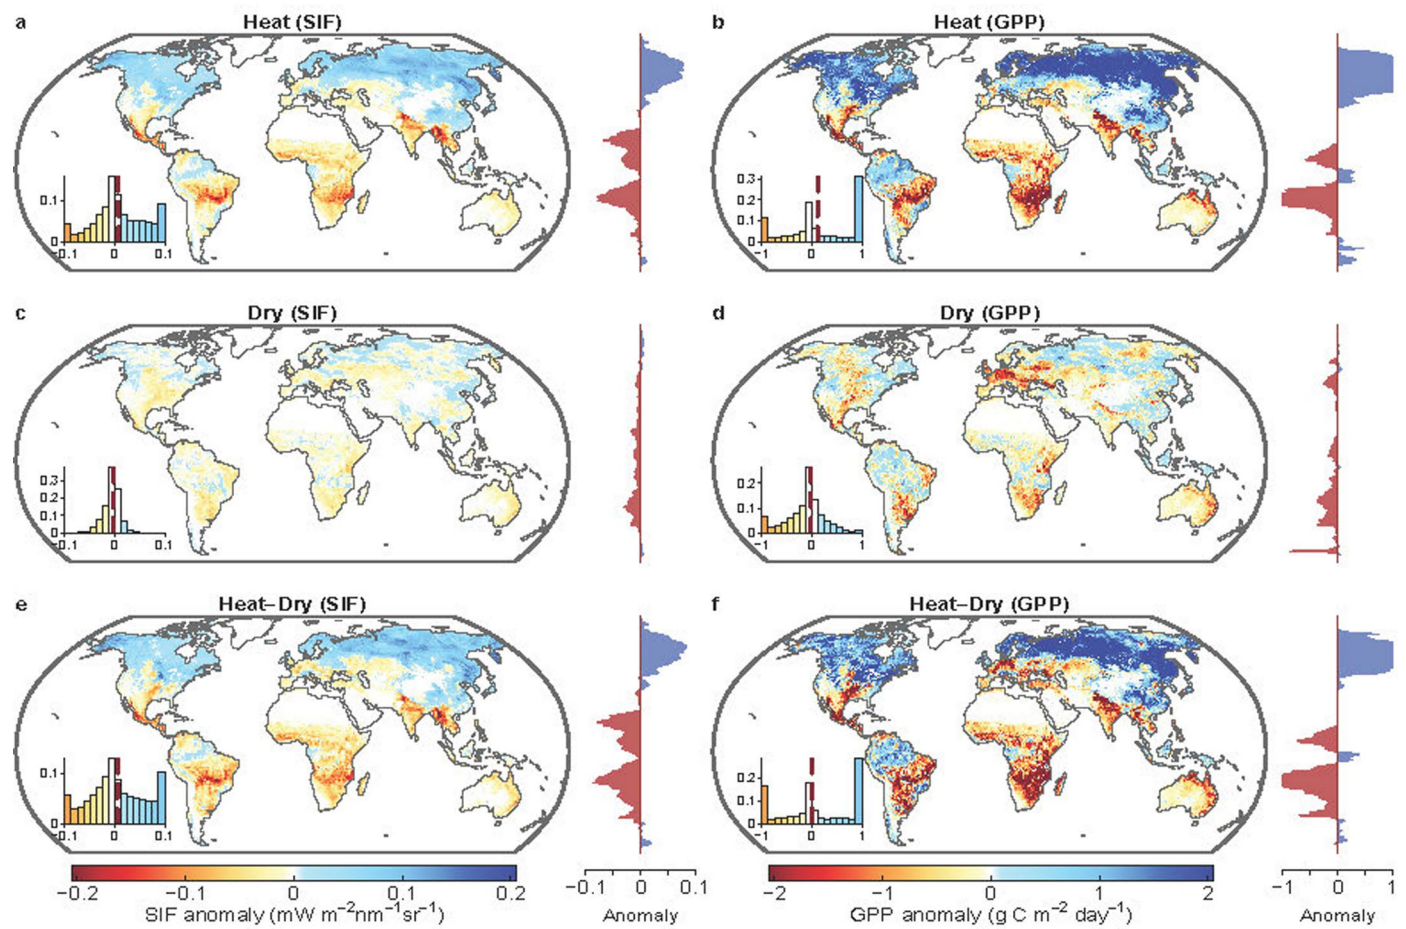 a Heat (SIF)
b Heat (GPP)
0.1
0
−0.1 0 0.1
0.3
0.2
0.1
0
−1 0 1
c Dry (SIF)
d Dry (GPP)
0.3
0.2
0.1
0
−0.1 0 0.1
0.2
0.1
0
−1 0 1
e Heat–Dry (SIF)
f Heat–Dry (GPP)
0.1
0
−0.1 0 0.1
0.2
0.1
0
−1 0 1
−0.2 −0.1 0 0.1 0.2
SIF anomaly (mW m−2nm−1sr−1)
−0.1 0 0.1
Anomaly
−2 −1 0 1 2
GPP anomaly (g C m−2 day−1)
−1 0 1
Anomaly